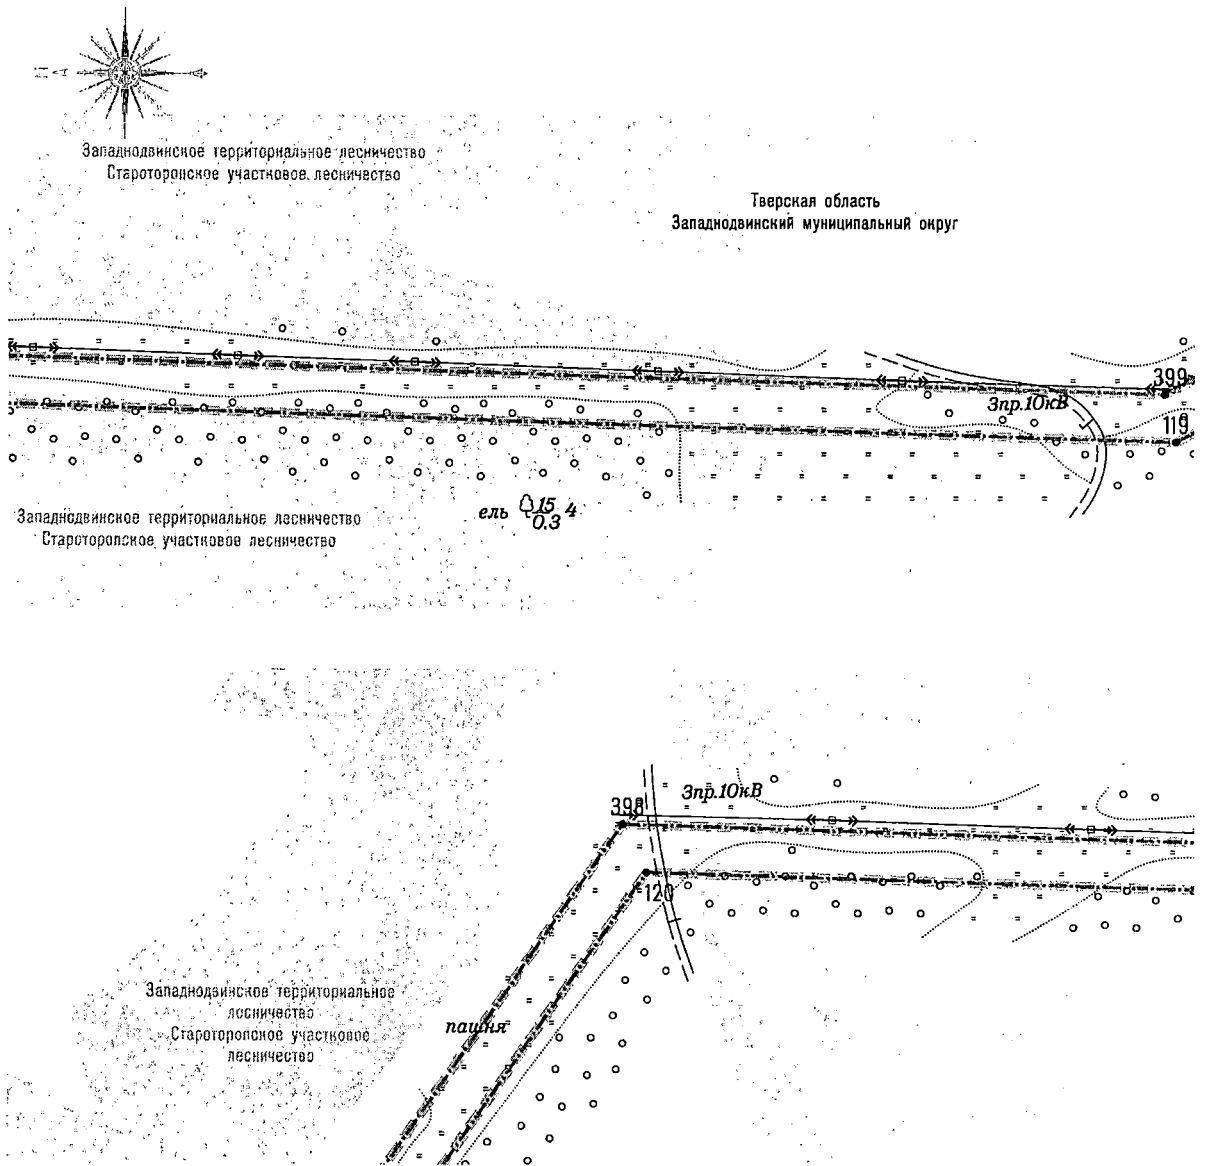 Западнодвинское территориальное лесничество
Староторопское участковое лесничество
Тверская область
Западнодвинский муниципальный округ
399
3пр.10кВ
119
ель 15 4
0.3
Западнодвинское территориальное лесничество
Староторопское участковое лесничество
3пр.10кВ
398
120
Западнодвинское территориальное
лесничество
Староторопское участковое
лесничество
пашня